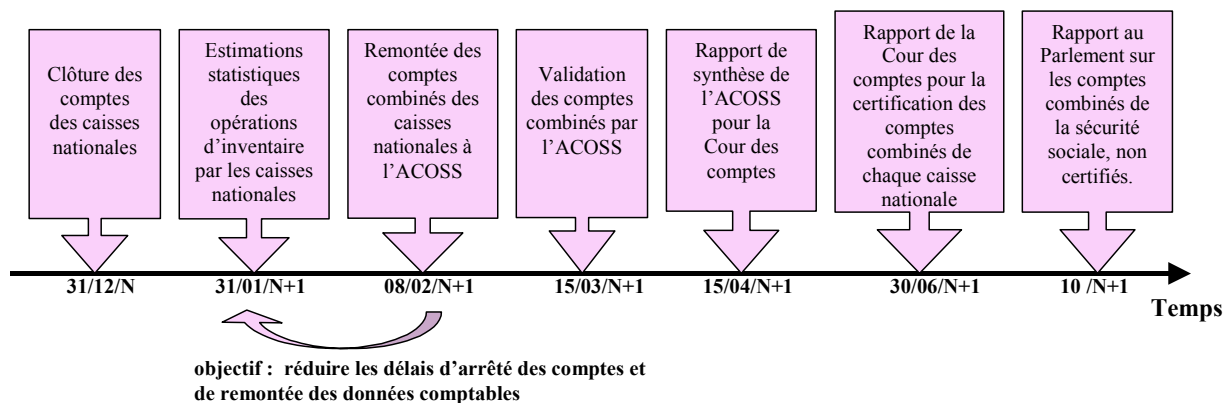 Clôture des
comptes
des caisses
nationales
Estimations
statistiques
des
opérations
d’inventaire
par les caisses
nationales
Remontée des
comptes
combinés des
caisses
nationales à
l’ACOSS
Validation
des comptes
combinés par
l’ACOSS
Rapport de
synthèse de
l’ACOSS
pour la
Cour des
comptes
Rapport de la
Cour des
comptes pour la
certification des
comptes
combinés de
chaque caisse
nationale
Rapport au
Parlement sur
les comptes
combinés de
la sécurité
sociale, non
certifiés.
31/12/N
31/01/N+1
08/02/N+1
15/03/N+1
15/04/N+1
30/06/N+1
10 /N+1
Temps
objectif : réduire les délais d’arrêté des comptes et
de remontée des données comptables